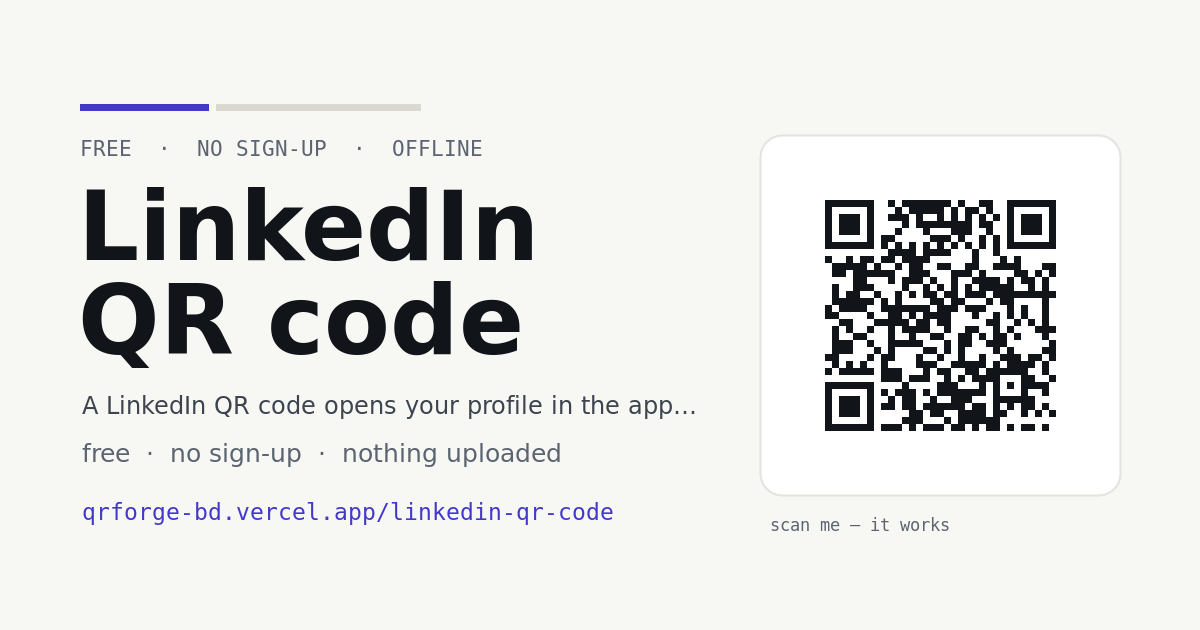 FREE · NO SIGN-UP · OFFLINE
LinkedIn
QR code
A LinkedIn QR code opens your profile in the app…
free · no sign-up · nothing uploaded
qrforge-bd.vercel.app/linkedin-qr-code
scan me — it works